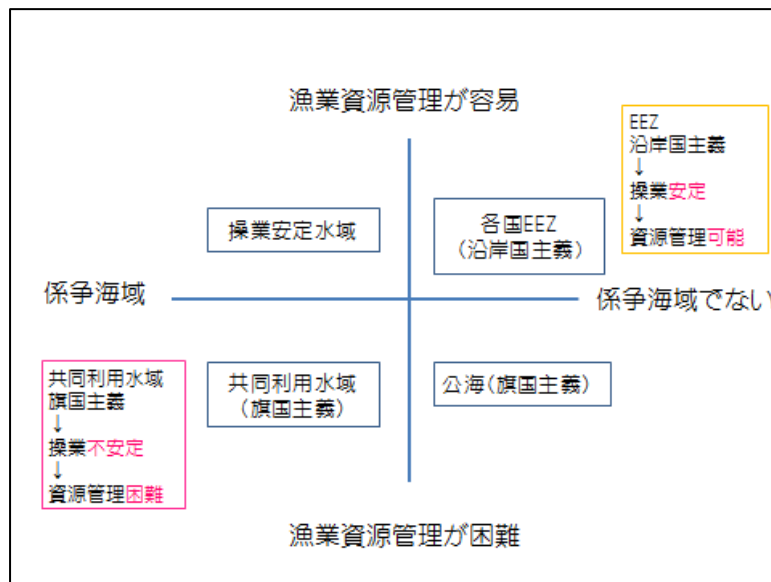 漁業資源管理が容易
EEZ
沿岸国主義
↓
操業安定
↓
資源管理可能
操業安定水域
各国EEZ
(沿岸国主義)
係争海域
係争海域でない
共同利用水域
旗国主義
↓
操業不安定
↓
資源管理困難
共同利用水域
(旗国主義)
公海(旗国主義)
漁業資源管理が困難